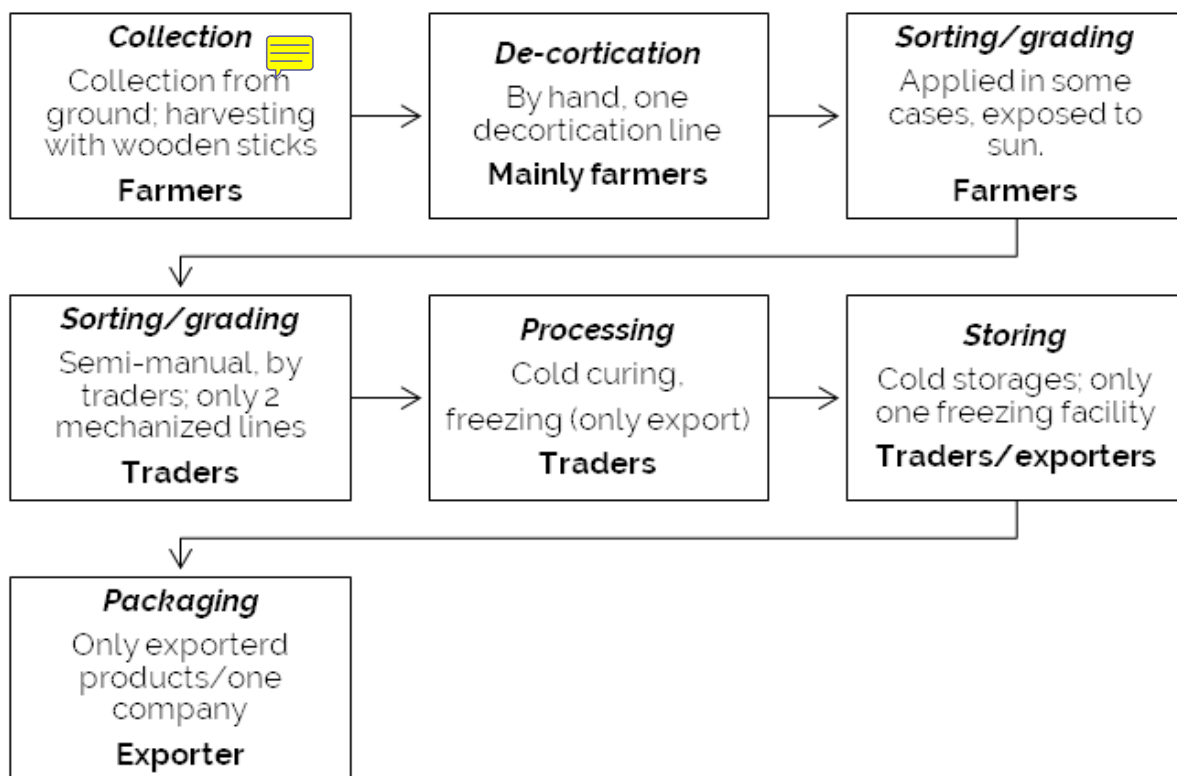 Collection
Collection from
ground; harvesting
with wooden sticks
Farmers
De-cortication
By hand, one
decortication line
Mainly farmers
Sorting/grading
Applied in some
cases, exposed to
sun.
Farmers
Sorting/grading
Semi-manual, by
traders; only 2
mechanized lines
Traders
Processing
Cold curing,
freezing (only export)
Traders
Storing
Cold storages; only
one freezing facility
Traders/exporters
Packaging
Only exporterd
products/one
company
Exporter